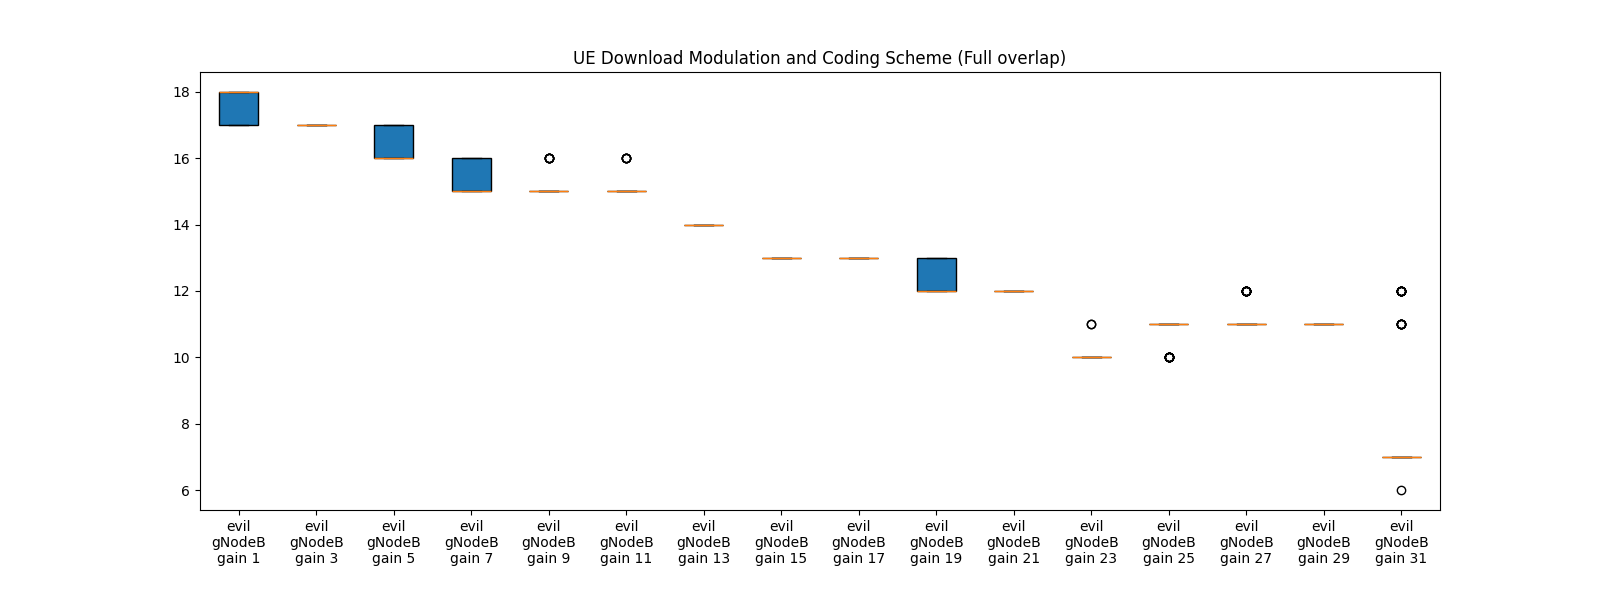 UE Download Modulation and Coding Scheme (Full overlap)
18
16
14
12
10
8
6
evil
gNodeB
gain 1
evil
gNodeB
gain 3
evil
gNodeB
gain 5
evil
gNodeB
gain 7
evil
gNodeB
gain 9
evil
gNodeB
gain 11
evil
gNodeB
gain 13
evil
gNodeB
gain 15
evil
gNodeB
gain 17
evil
gNodeB
gain 19
evil
gNodeB
gain 21
evil
gNodeB
gain 23
evil
gNodeB
gain 25
evil
gNodeB
gain 27
evil
gNodeB
gain 29
evil
gNodeB
gain 31